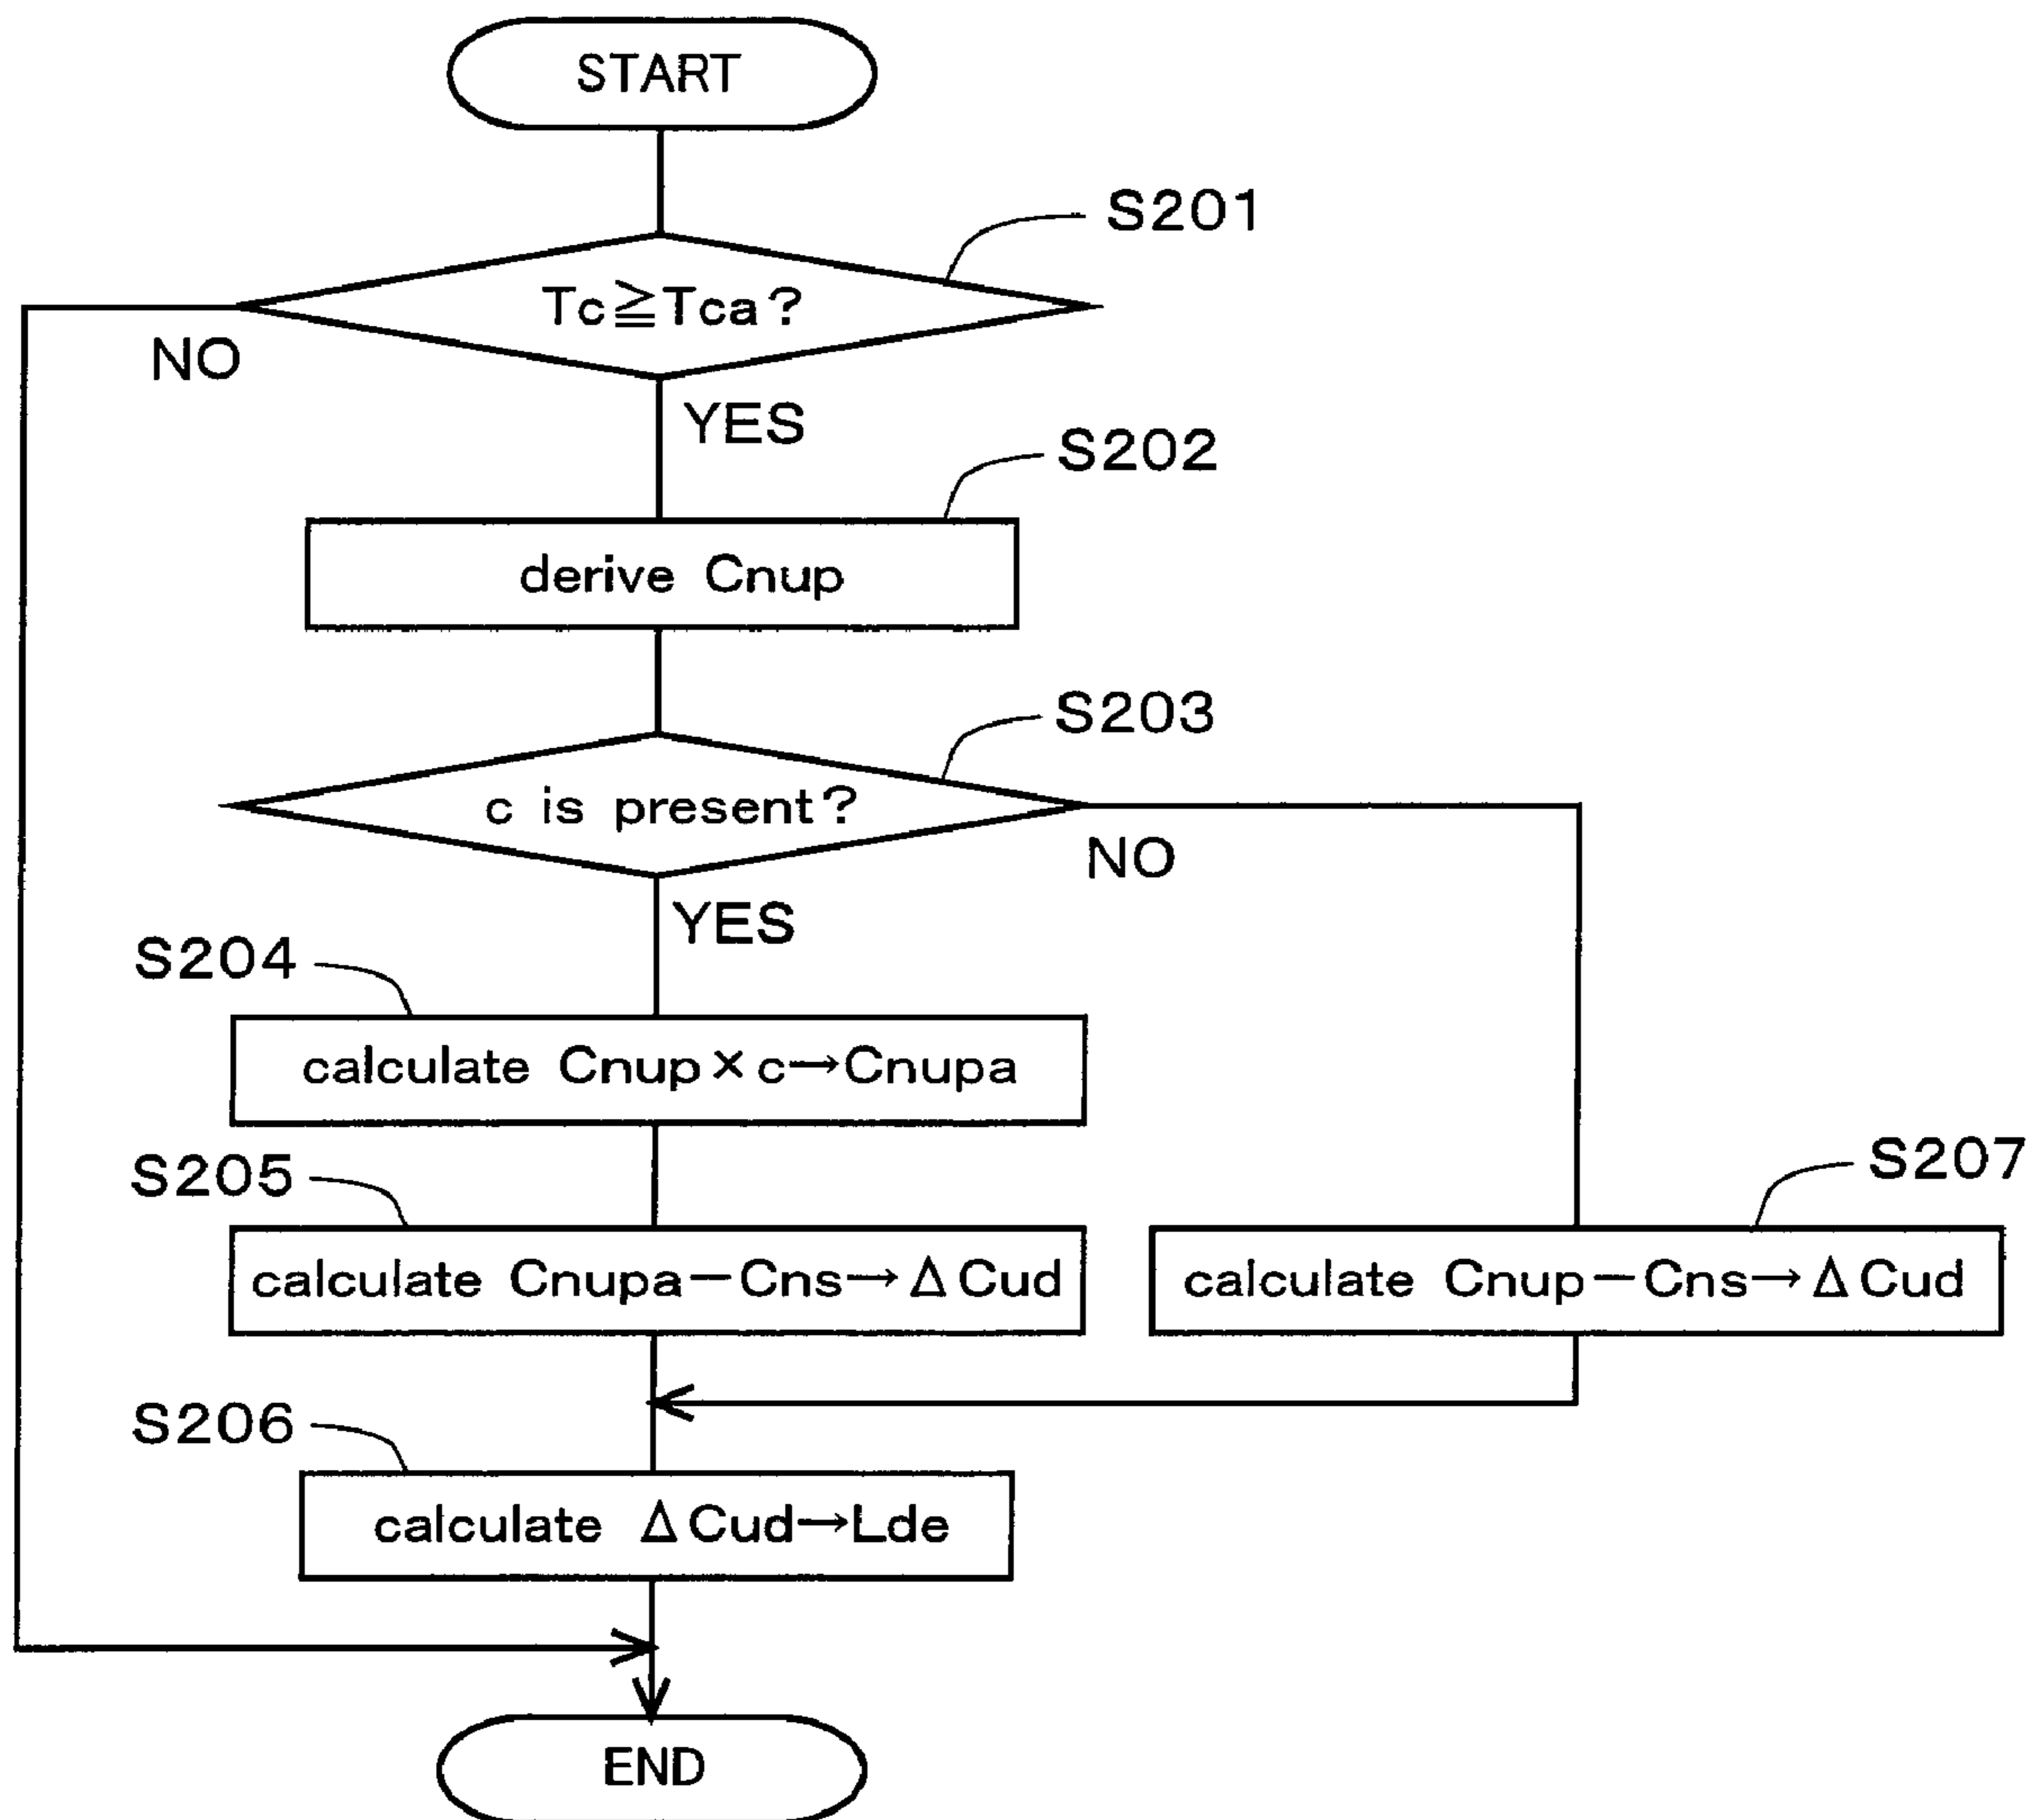 START
S201
Tc≧Tca?
NO
YES
S202
derive Cnup
S203
c is present?
NO
YES
S204
calculate Cnup×c→Cnupa
S205
S207
calculate Cnupa−Cns→ΔCud
calculate Cnup−Cns→ΔCud
S206
calculate ΔCud→Lde
END